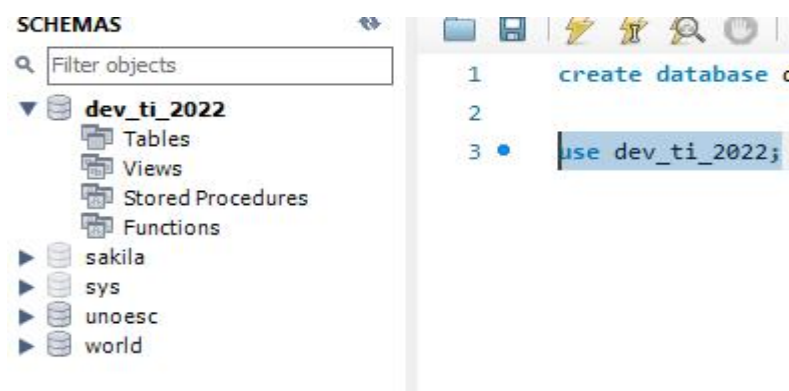 SCHEMAS
Filter objects
dev_ti_2022
Tables
Views
Stored Procedures
Functions
sakila
sys
unoesc
world
1 create database
2
3 use dev_ti_2022;